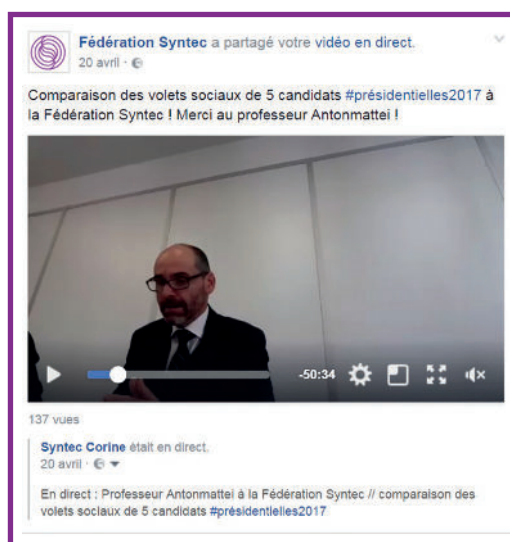 Fédération Syntec a partagé votre vidéo en direct.
20 avril ·
Comparaison des volets sociaux de 5 candidats #présidentielles2017 à
la Fédération Syntec ! Merci au professeur Antonmattei !
-50:34
137 vues
Syntec Corine était en direct.
20 avril ·
En direct : Professeur Antonmattei à la Fédération Syntec // comparaison des
volets sociaux de 5 candidats #présidentielles2017